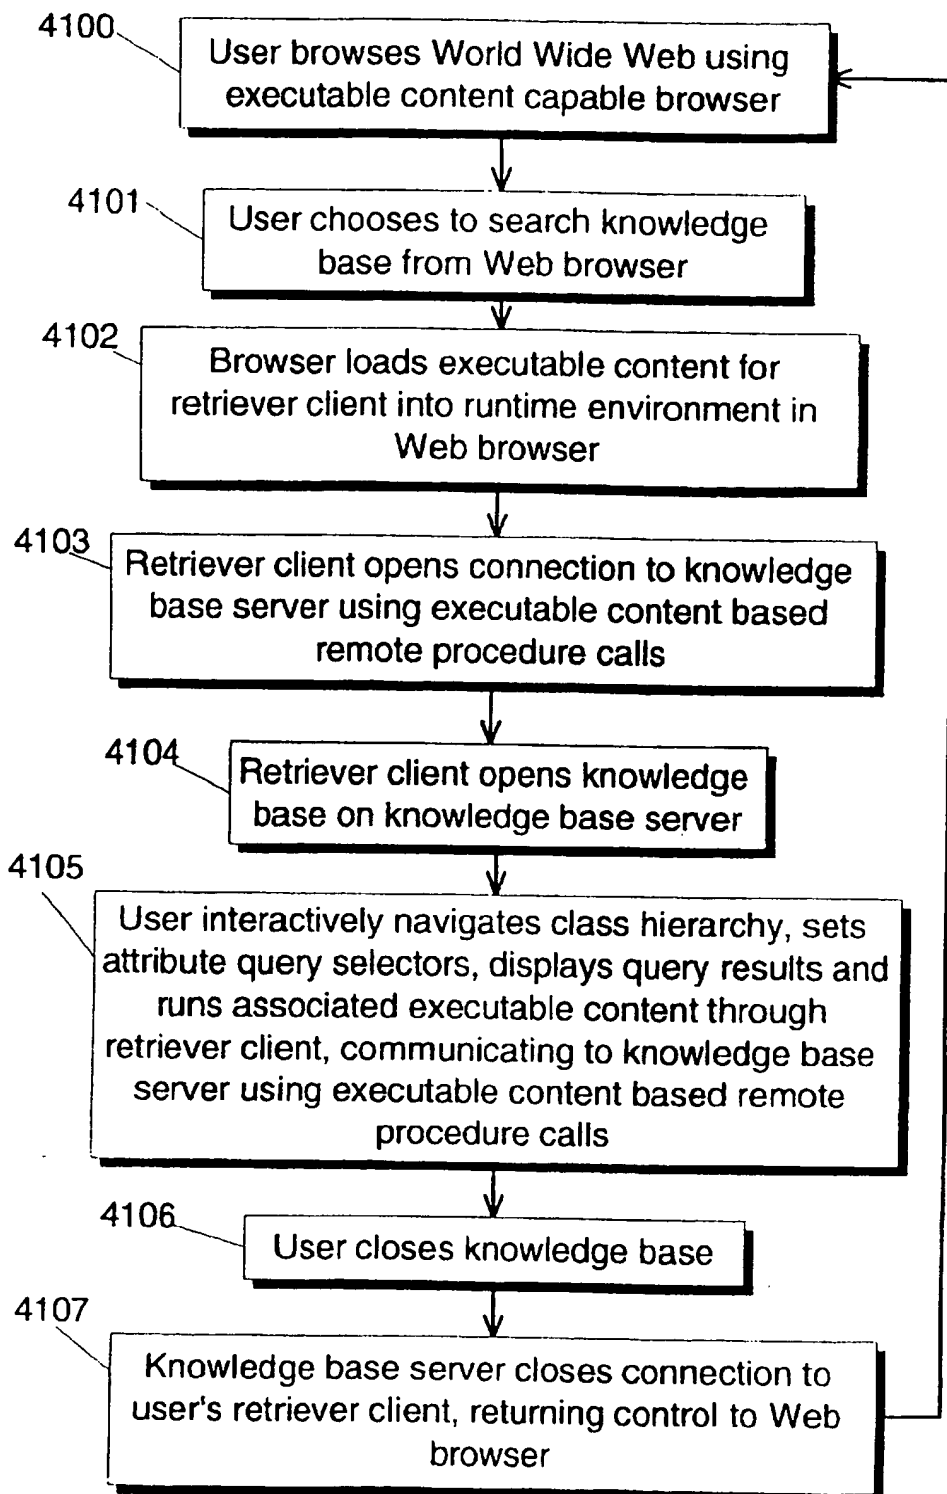 4100
User browses World Wide Web using
executable content capable browser
4101
User chooses to search knowledge
base from Web browser
4102
Browser loads executable content for
retriever client into runtime environment in
Web browser
4103
Retriever client opens connection to knowledge
base server using executable content based
remote procedure calls
4104
Retriever client opens knowledge
base on knowledge base server
4105
User interactively navigates class hierarchy, sets
attribute query selectors, displays query results and
runs associated executable content through
retriever client, communicating to knowledge base
server using executable content based remote
procedure calls
4106
User closes knowledge base
4107
Knowledge base server closes connection to
user's retriever client, returning control to Web
browser